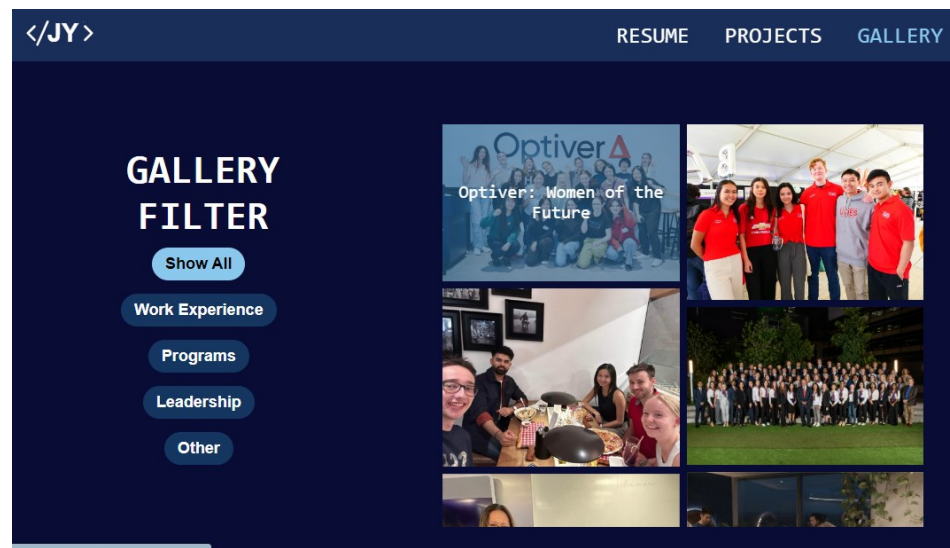 </JY>
RESUME
PROJECTS
GALLERY
GALLERY
FILTER
Show All
Work Experience
Programs
Leadership
Other
Optiver
Optiver: Women of the
Future